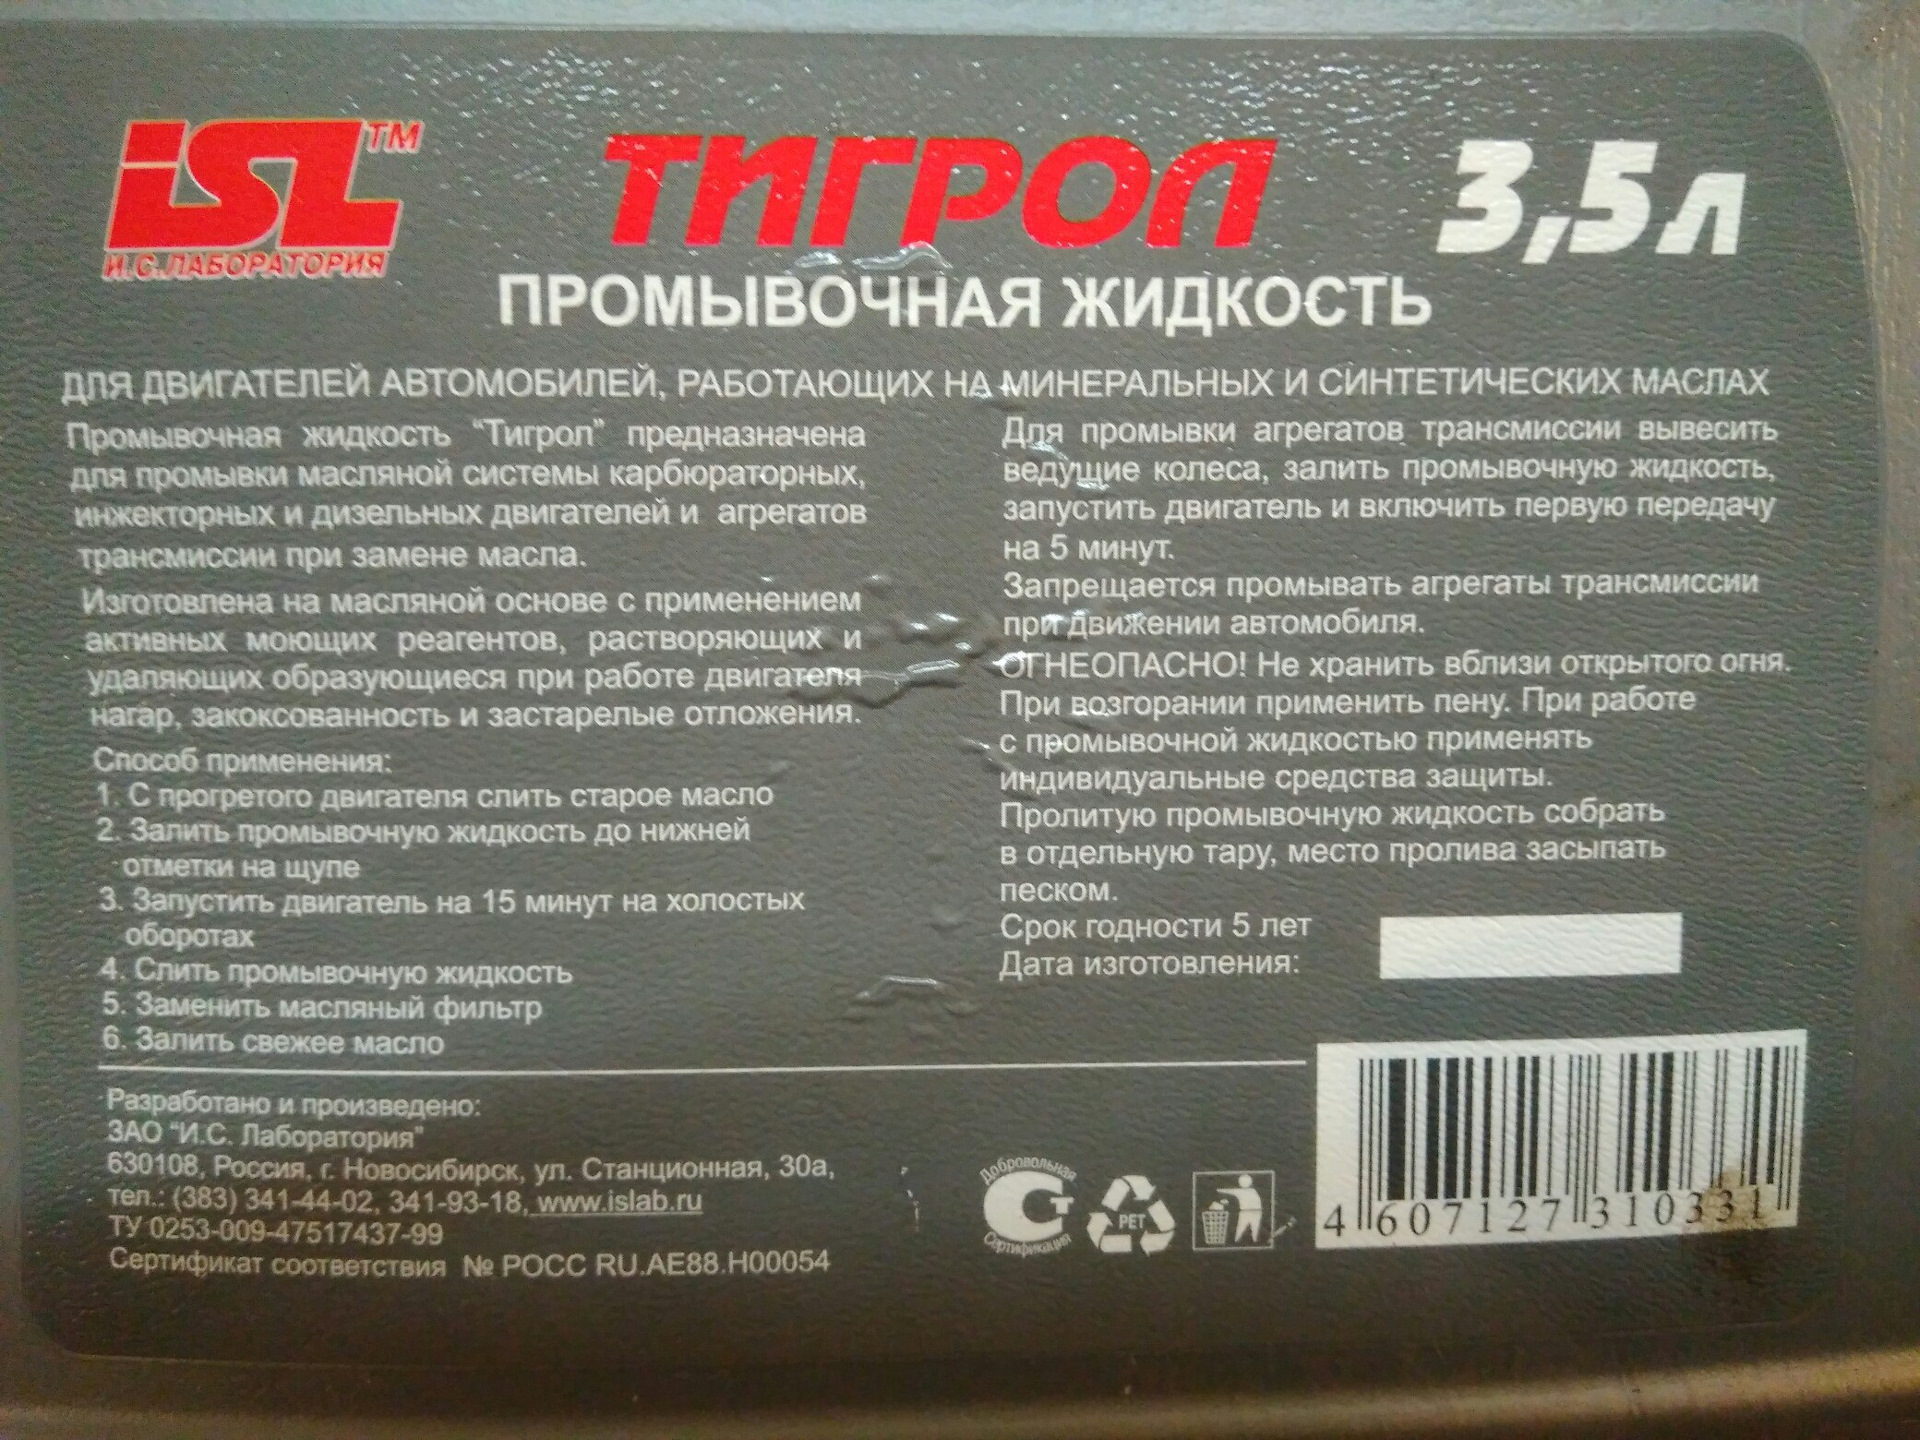 isl™
И.С.ЛАБОРАТОРИЯ
ТИГРОЛ
3,5л
ПРОМЫВОЧНАЯ ЖИДКОСТЬ
ДЛЯ ДВИГАТЕЛЕЙ АВТОМОБИЛЕЙ, РАБОТАЮЩИХ НА МИНЕРАЛЬНЫХ И СИНТЕТИЧЕСКИХ МАСЛАХ
Промывочная жидкость “Тигрол” предназначена
для промывки масляной системы карбюраторных,
инжекторных и дизельных двигателей и агрегатов
трансмиссии при замене масла.
Изготовлена на масляной основе с применением
активных моющих реагентов, растворяющих и
удаляющих образующиеся при работе двигателя
нагар, закоксованность и застарелые отложения.
Способ применения:
1. С прогретого двигателя слить старое масло
2. Залить промывочную жидкость до нижней
отметки на щупе
3. Запустить двигатель на 15 минут на холостых
оборотах
4. Слить промывочную жидкость
5. Заменить масляный фильтр
6. Залить свежее масло
Для промывки агрегатов трансмиссии вывесить
ведущие колеса, залить промывочную жидкость,
запустить двигатель и включить первую передачу
на 5 минут.
Запрещается промывать агрегаты трансмиссии
при движении автомобиля.
ОГНЕОПАСНО! Не хранить вблизи открытого огня.
При возгорании применить пену. При работе
с промывочной жидкостью применять
индивидуальные средства защиты.
Пролитую промывочную жидкость собрать
в отдельную тару, место пролива засыпать
песком.
Срок годности 5 лет
Дата изготовления:
Разработано и произведено:
ЗАО “И.С. Лаборатория”
630108, Россия, г. Новосибирск, ул. Станционная, 30а,
тел.: (383) 341-44-02, 341-93-18, www.islab.ru
ТУ 0253-009-47517437-99
Сертификат соответствия № РОСС RU.АЕ88.Н00054
Добровольная
Сертификация
PET
4 607127 310331